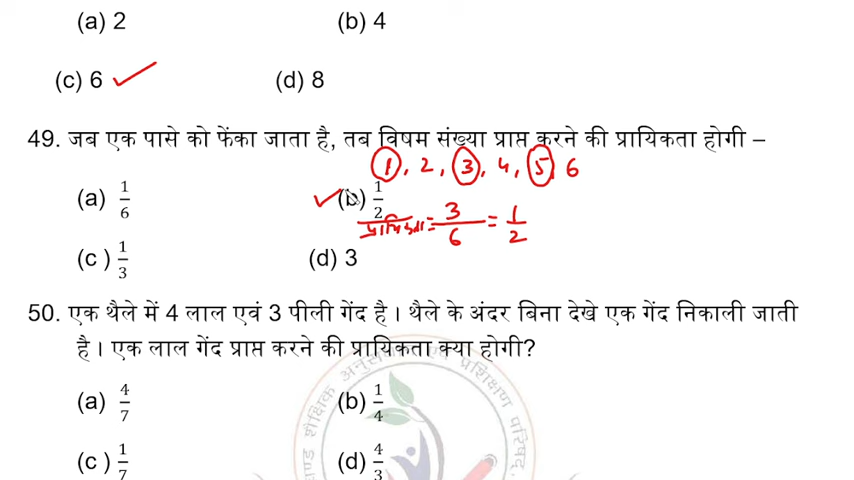 (a) 2 (b) 4
(c) 6 (d) 8
49. जब एक पासे को फेंका जाता है, तब विषम संख्या प्राप्त करने की प्रायिकता होगी –
1, 2, 3, 4, 5, 6
(a) 1/6 (b) 1/2
प्रायिकता = 3/6 = 1/2
(c ) 1/3 (d) 3
50. एक थैले में 4 लाल एवं 3 पीली गेंद है। थैले के अंदर बिना देखे एक गेंद निकाली जाती
है। एक लाल गेंद प्राप्त करने की प्रायिकता क्या होगी?
(a) 4/7 (b) 1/4
(c ) 1/7 (d) 4/3